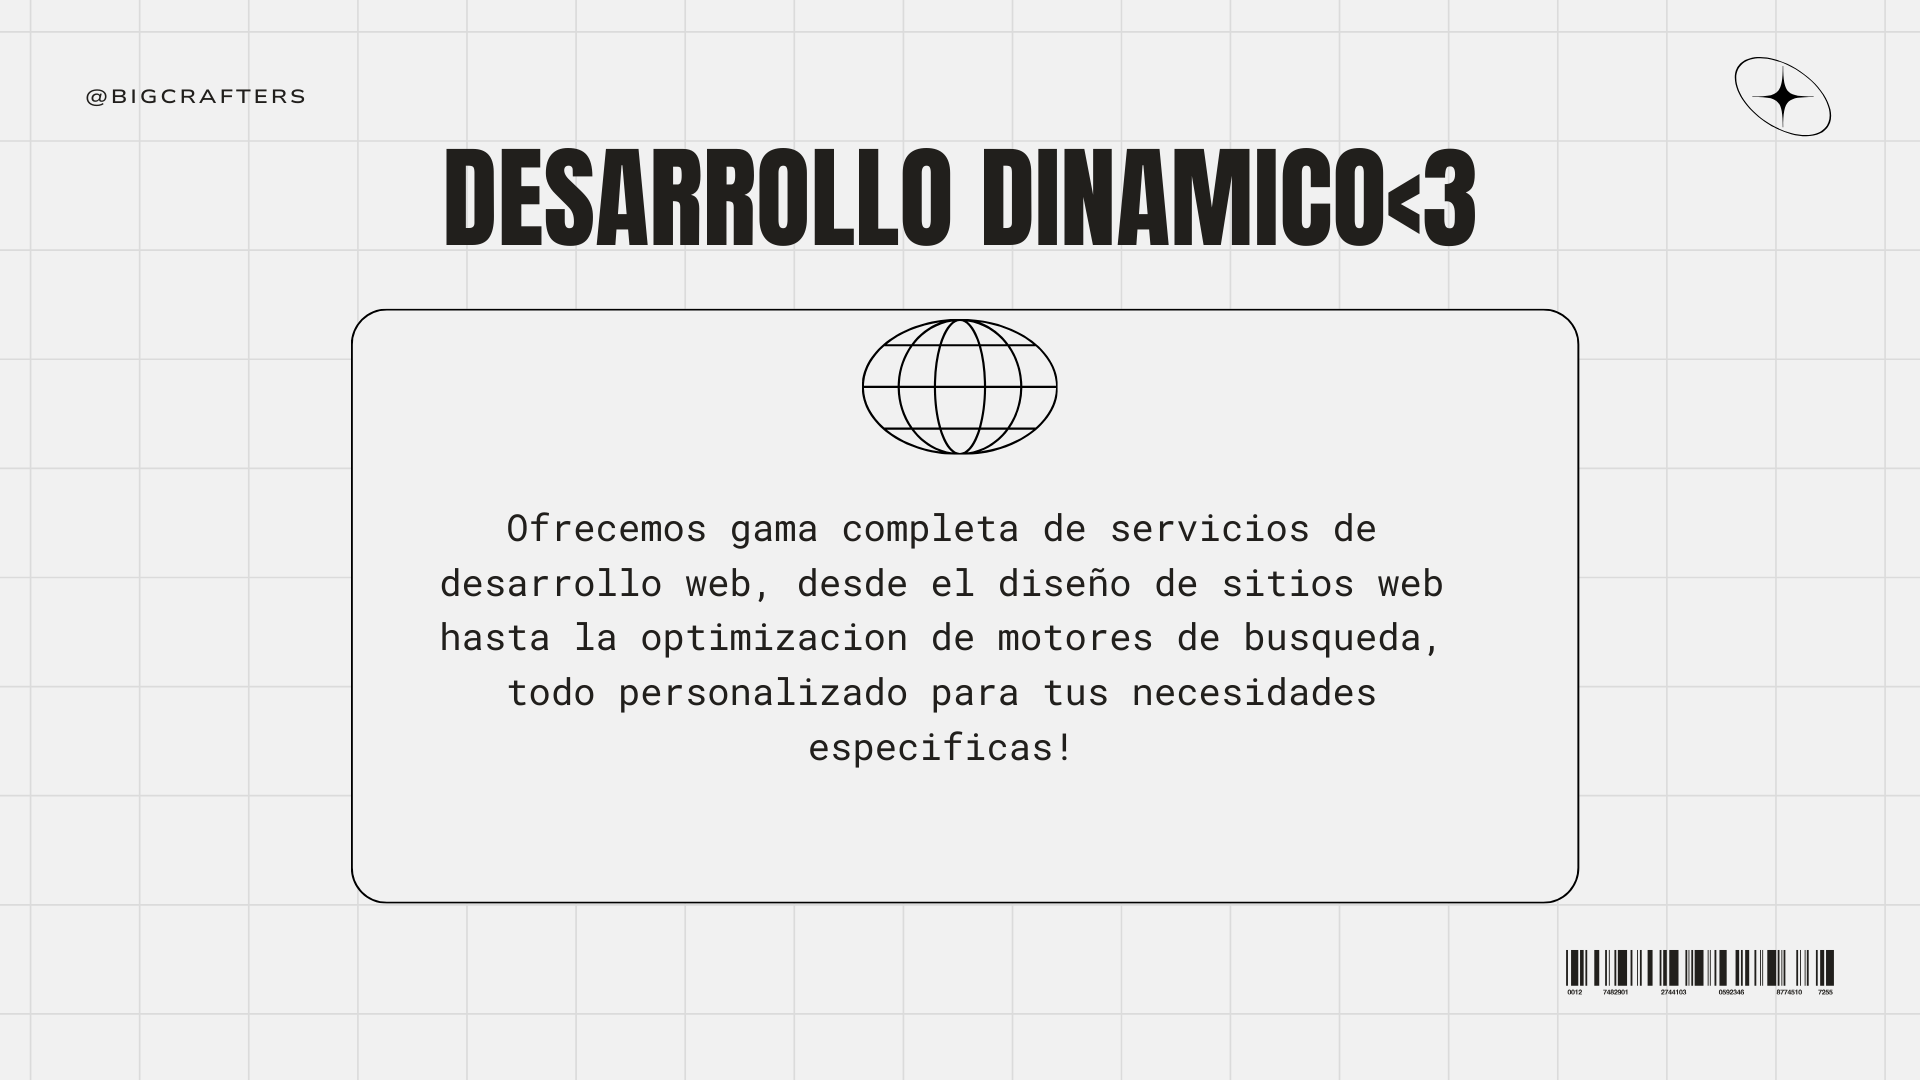 @BIGCRAFTERS
DESARROLLO DINAMICO<3
Ofrecemos gama completa de servicios de
desarrollo web, desde el diseño de sitios web
hasta la optimizacion de motores de busqueda,
todo personalizado para tus necesidades
especificas!
0012 7482901 2744103 0592346 8774510 7255